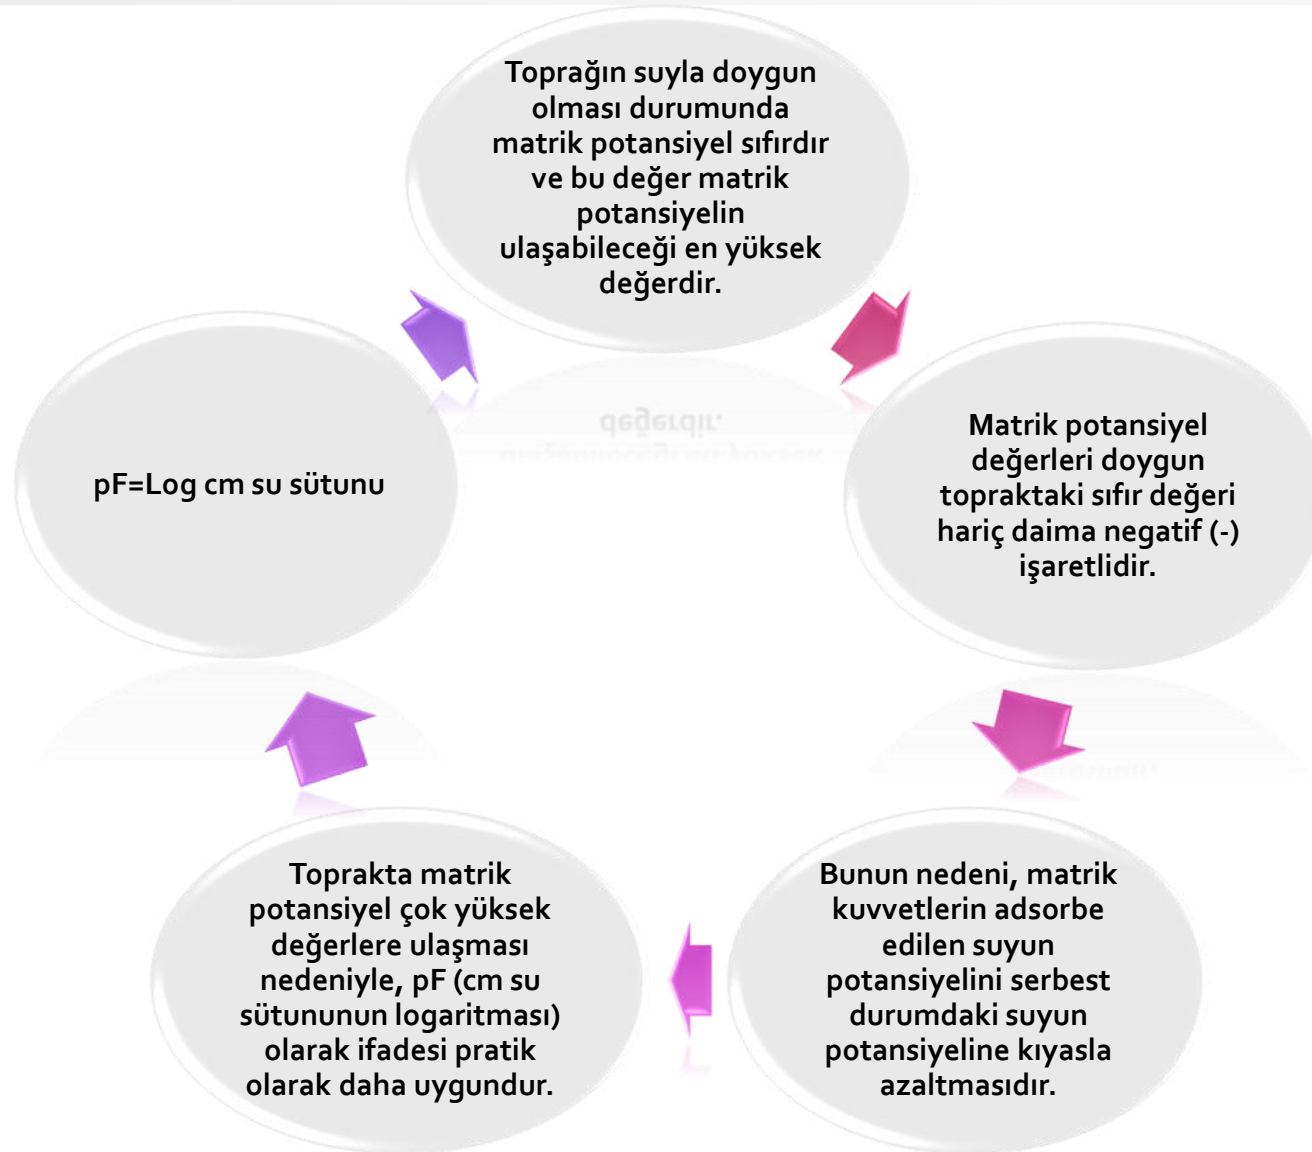 Toprağın suyla doygun
olması durumunda
matrik potansiyel sıfırdır
ve bu değer matrik
potansiyelin
ulaşabileceği en yüksek
değerdir.
Matrik potansiyel
değerleri doygun
topraktaki sıfır değeri
hariç daima negatif (-)
işaretlidir.
Bunun nedeni, matrik
kuvvetlerin adsorbe
edilen suyun
potansiyelini serbest
durumdaki suyun
potansiyeline kıyasla
azaltmasıdır.
Toprakta matrik
potansiyel çok yüksek
değerlere ulaşması
nedeniyle, pF (cm su
sütununun logaritması)
olarak ifadesi pratik
olarak daha uygundur.
pF=Log cm su sütunu